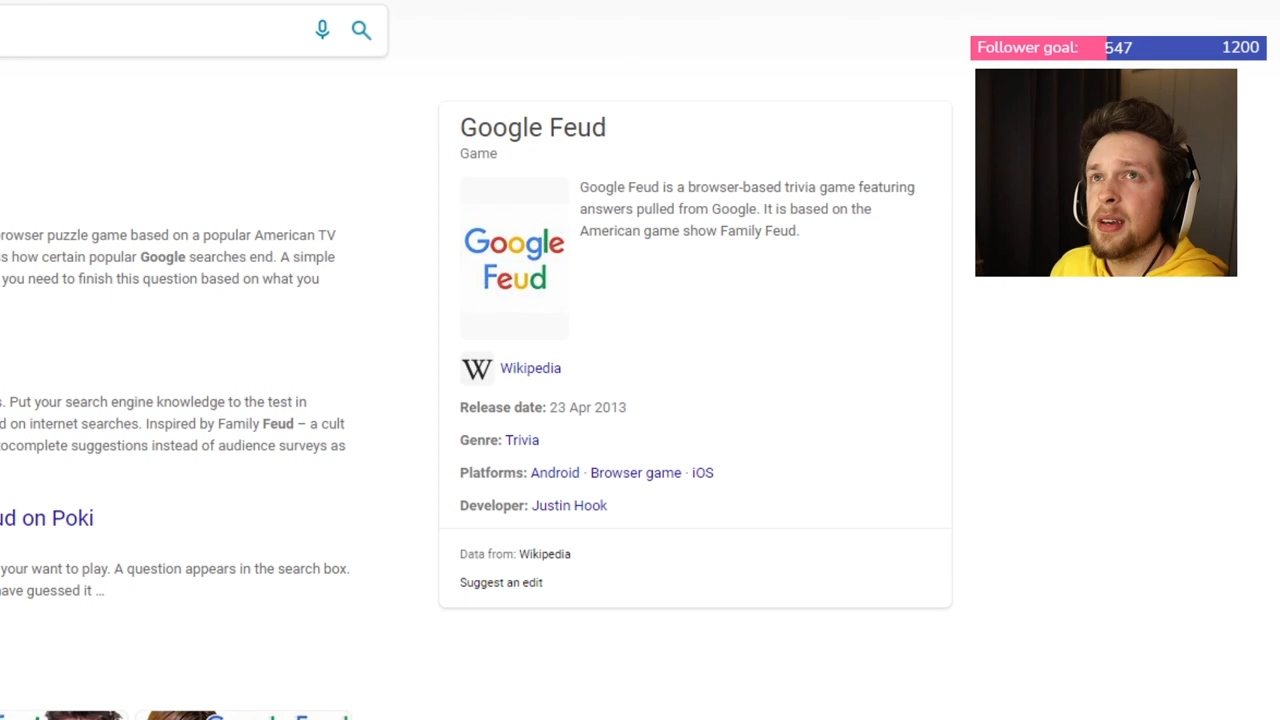 Follower goal: 547 1200
Google Feud
Game
Google Feud is a browser-based trivia game featuring
answers pulled from Google. It is based on the
American game show Family Feud.
Google
Feud
W Wikipedia
Release date: 23 Apr 2013
Genre: Trivia
Platforms: Android · Browser game · iOS
Developer: Justin Hook
Data from: Wikipedia
Suggest an edit
rowser puzzle game based on a popular American TV
s how certain popular Google searches end. A simple
you need to finish this question based on what you
s. Put your search engine knowledge to the test in
d on internet searches. Inspired by Family Feud – a cult
tocomplete suggestions instead of audience surveys as
ud on Poki
your want to play. A question appears in the search box.
have guessed it ...